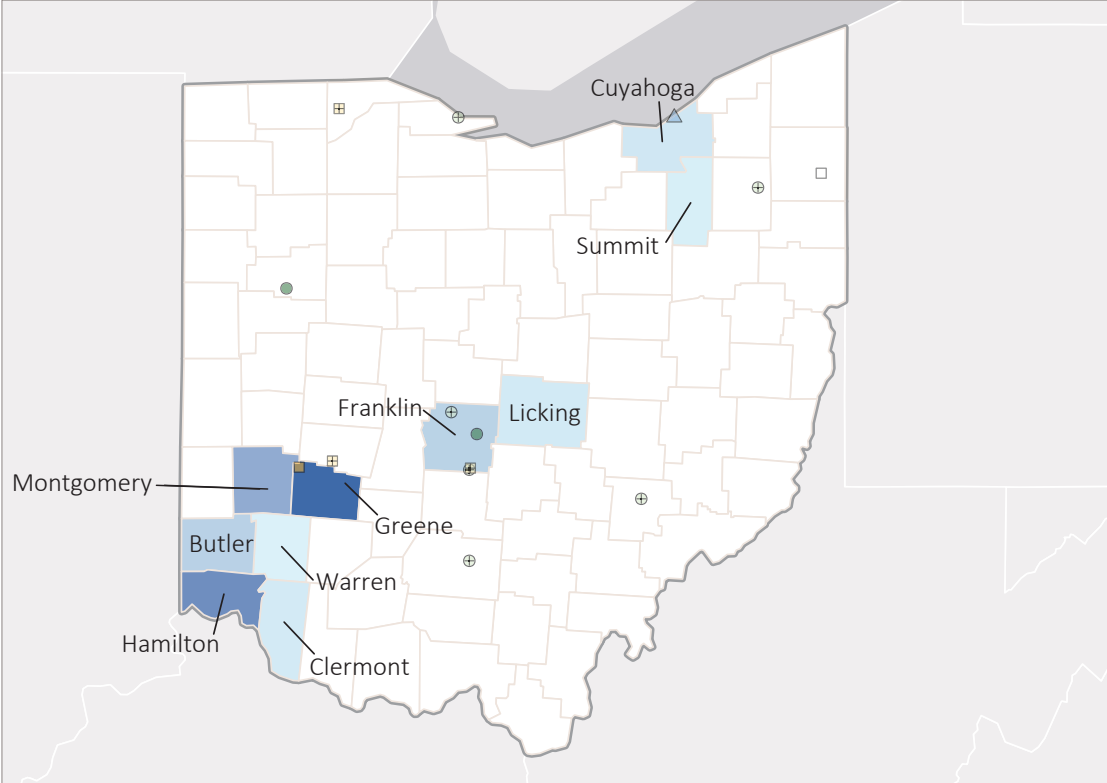 Cuyahoga
Summit
Franklin
Licking
Montgomery
Greene
Butler
Warren
Hamilton
Clermont